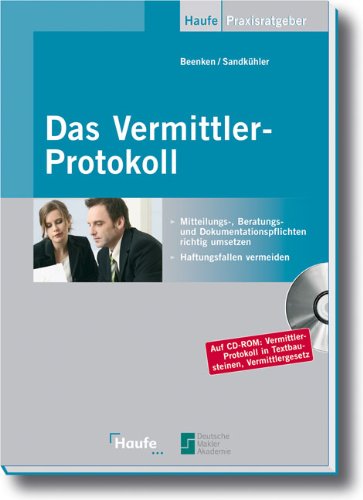 Haufe Praxisratgeber
Beenken/Sandkühler
Das Vermittler-
Protokoll
» Mitteilungs-, Beratungs-
und Dokumentationspflichten
richtig umsetzen
» Haftungsfallen vermeiden
Auf CD-ROM: Vermittler-
Protokoll in Textbau-
steinen, Vermittlergesetz
Haufe
...
Deutsche
Makler
Akademie